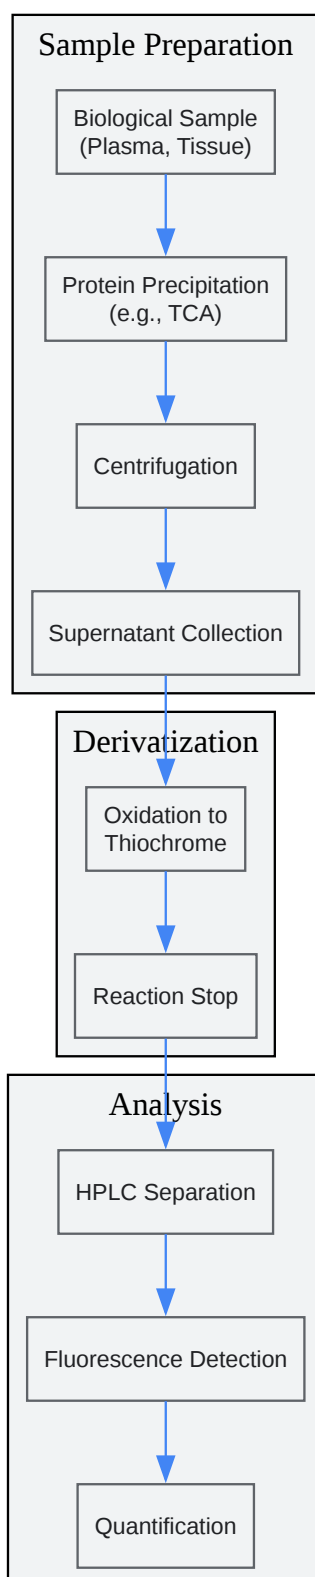 Sample Preparation
Biological Sample
(Plasma, Tissue)
Protein Precipitation
(e.g., TCA)
Centrifugation
Supernatant Collection
Derivatization
Oxidation to
Thiochrome
Reaction Stop
Analysis
HPLC Separation
Fluorescence Detection
Quantification